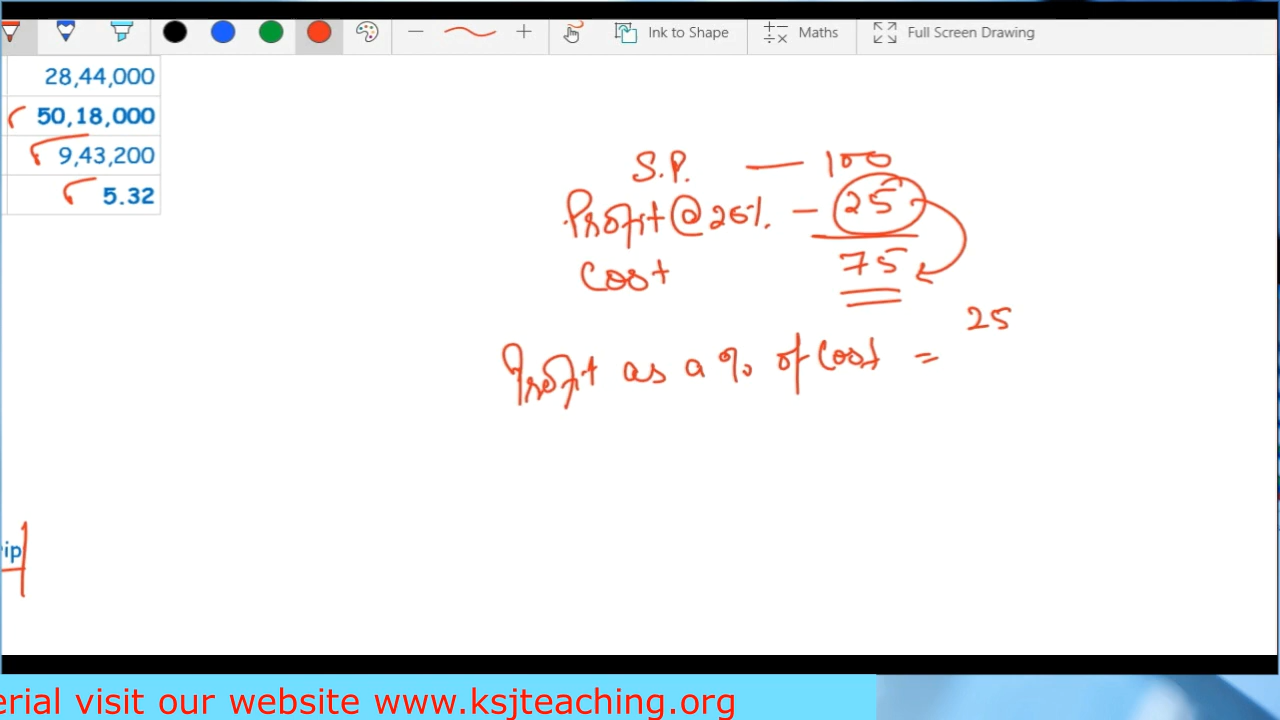 Ink to Shape Maths Full Screen Drawing
28,44,000
50,18,000
9,43,200
5.32
S.P. — 100
Profit @ 25% — 25
Cost 75
25
Profit as a % of Cost =
ip
erial visit our website www.ksjteaching.org